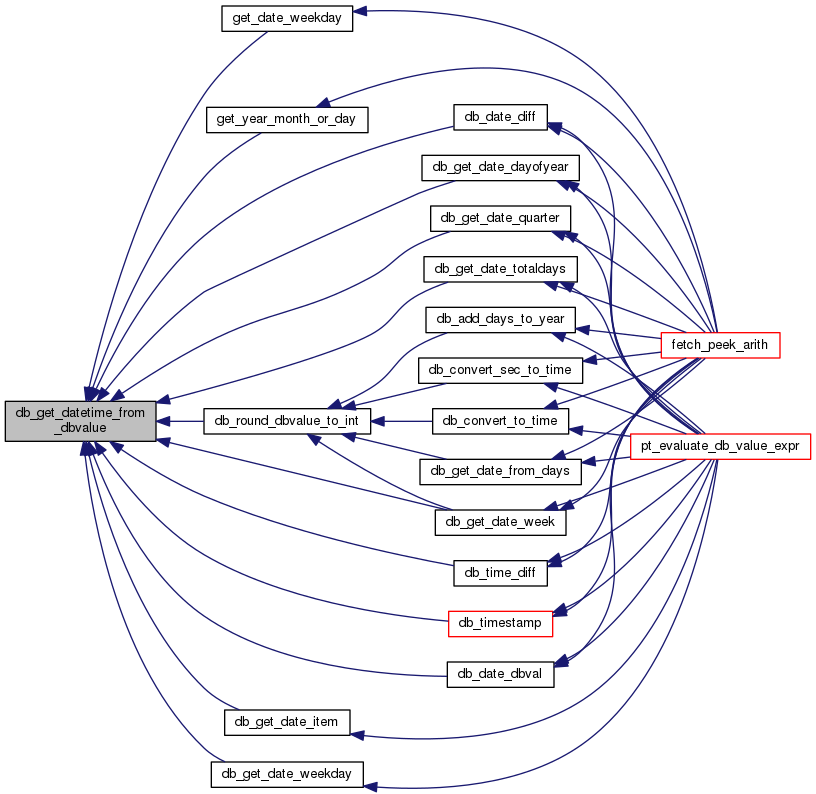 get_date_weekday
get_year_month_or_day
db_date_diff
db_get_date_dayofyear
db_get_date_quarter
db_get_date_totaldays
db_add_days_to_year
fetch_peek_arith
db_convert_sec_to_time
db_get_datetime_from
_dbvalue
db_round_dbvalue_to_int
db_convert_to_time
pt_evaluate_db_value_expr
db_get_date_from_days
db_get_date_week
db_time_diff
db_timestamp
db_date_dbval
db_get_date_item
db_get_date_weekday